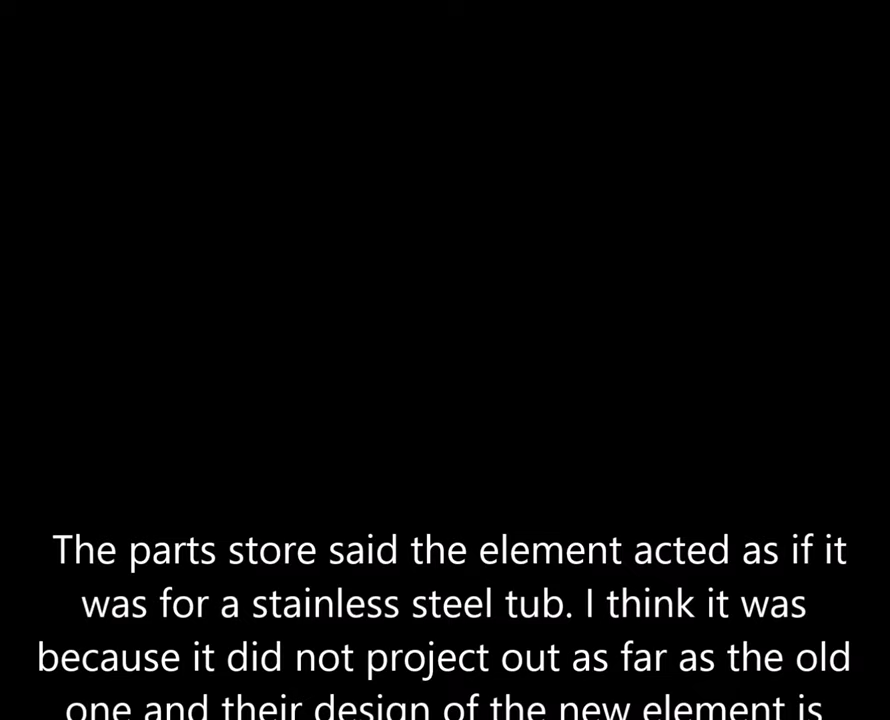 The parts store said the element acted as if it
was for a stainless steel tub. I think it was
because it did not project out as far as the old
one and their design of the new element is